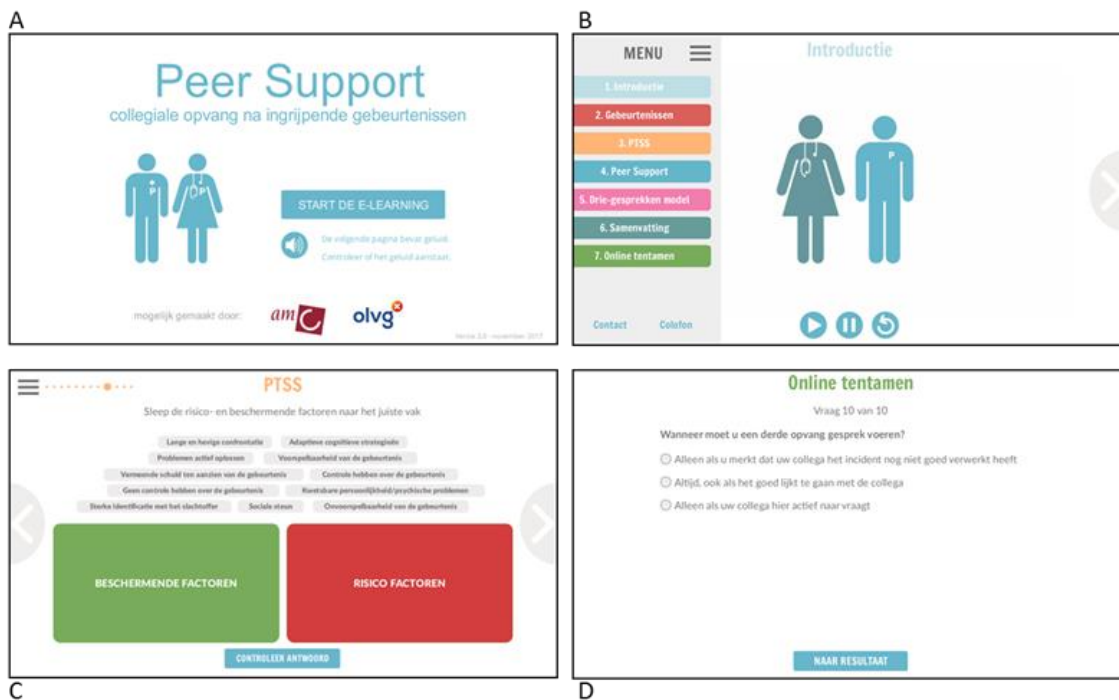 A
Peer Support
collegiale opvang na ingrijpende gebeurtenissen
P P
START DE E-LEARNING
De volgende pagina bevat geluid.
Controleer of het geluid aanstaat.
mogelijk gemaakt door:
amc
olvg
Versie 2.0 - november 2017
B
MENU
Introductie
1. Introductie
2. Gebeurtenissen
3. PTSS
4. Peer Support
5. Drie-gesprekken model
6. Samenvatting
7. Online tentamen
P
Contact Colofon
PTSS
Sleep de risico- en beschermende factoren naar het juiste vak
Lange en hevige confrontatie Adaptieve cognitieve strategieën
Problemen actief oplossen Voorspelbaarheid van de gebeurtenis
Vermeende schuld ten aanzien van de gebeurtenis Controle hebben over de gebeurtenis
Geen controle hebben over de gebeurtenis Kwetsbare persoonlijkheid/psychische problemen
Sterke identificatie met het slachtoffer Sociale steun Onvoorspelbaarheid van de gebeurtenis
BESCHERMENDE FACTOREN RISICO FACTOREN
CONTROLEER ANTWOORD
C
Online tentamen
Vraag 10 van 10
Wanneer moet u een derde opvang gesprek voeren?
Alleen als u merkt dat uw collega het incident nog niet goed verwerkt heeft
Altijd, ook als het goed lijkt te gaan met de collega
Alleen als uw collega hier actief naar vraagt
NAAR RESULTAAT
D